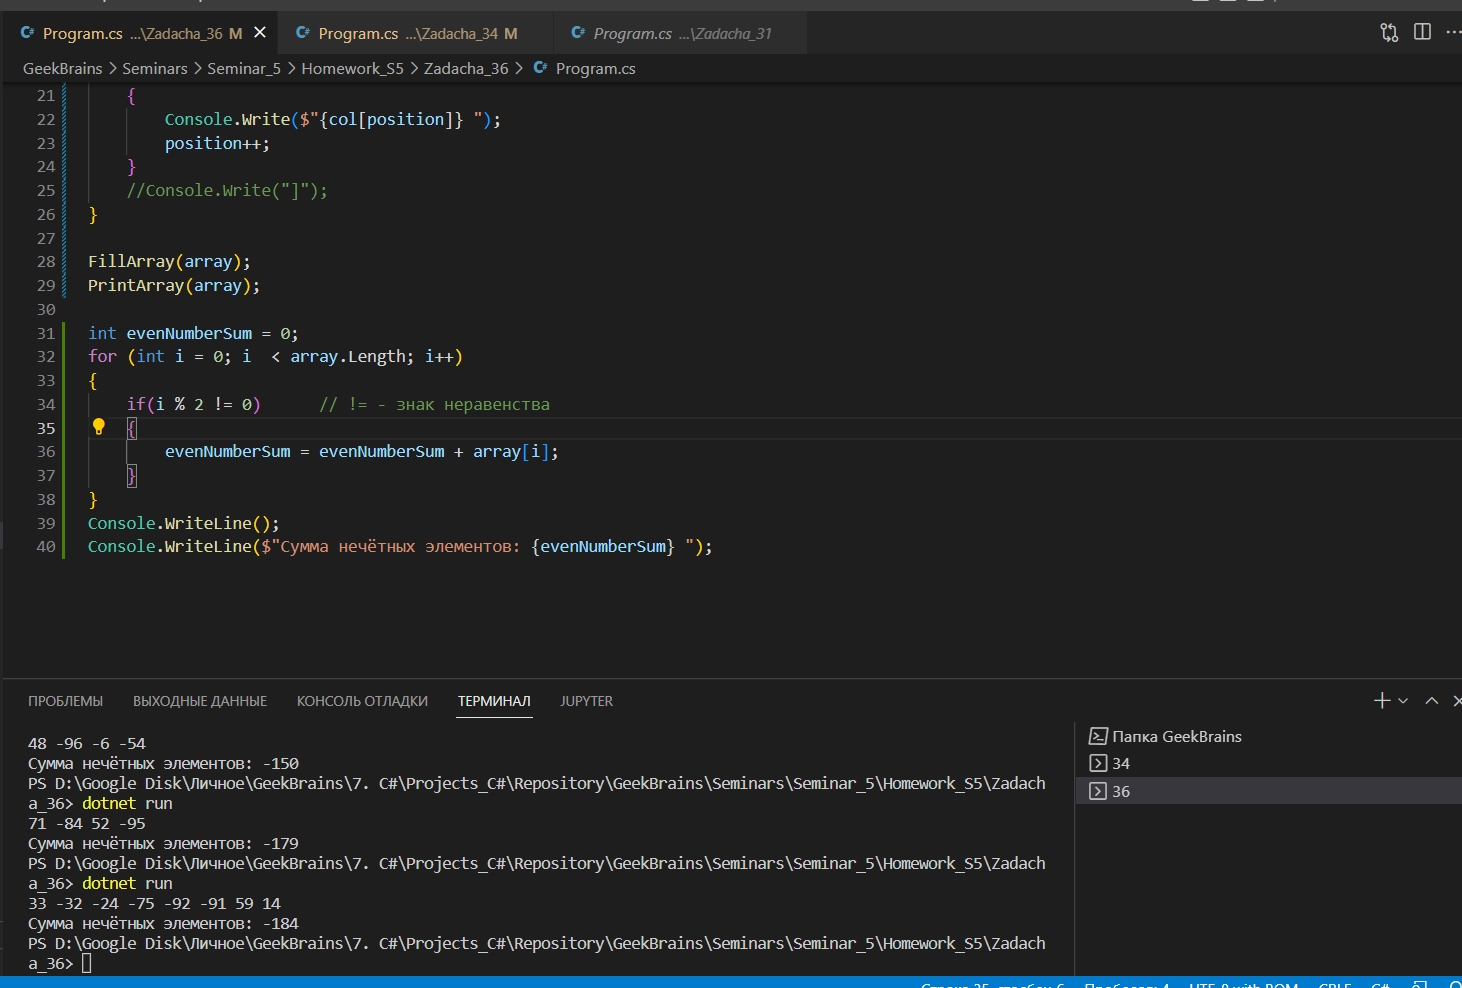 Program.cs ...\Zadacha_36 M
Program.cs ...\Zadacha_34 M
Program.cs ...\Zadacha_31
GeekBrains > Seminars > Seminar_5 > Homework_S5 > Zadacha_36 > Program.cs
21 {
22 Console.Write($"{col[position]} ");
23 position++;
24 }
25 //Console.Write("]");
26 }
27
28 FillArray(array);
29 PrintArray(array);
30
31 int evenNumberSum = 0;
32 for (int i = 0; i  < array.Length; i++)
33 {
34 if(i % 2 != 0)      // != - знак неравенства
35 {
36 evenNumberSum = evenNumberSum + array[i];
37 }
38 }
39 Console.WriteLine();
40 Console.WriteLine($"Сумма нечётных элементов: {evenNumberSum} ");
ПРОБЛЕМЫ ВЫХОДНЫЕ ДАННЫЕ КОНСОЛЬ ОТЛАДКИ ТЕРМИНАЛ JUPYTER
48 -96 -6 -54
Сумма нечётных элементов: -150
PS D:\Google Disk\Личное\GeekBrains\7. C#\Projects_C#\Repository\GeekBrains\Seminars\Seminar_5\Homework_S5\Zadach
a_36> dotnet run
71 -84 52 -95
Сумма нечётных элементов: -179
PS D:\Google Disk\Личное\GeekBrains\7. C#\Projects_C#\Repository\GeekBrains\Seminars\Seminar_5\Homework_S5\Zadach
a_36> dotnet run
33 -32 -24 -75 -92 -91 59 14
Сумма нечётных элементов: -184
PS D:\Google Disk\Личное\GeekBrains\7. C#\Projects_C#\Repository\GeekBrains\Seminars\Seminar_5\Homework_S5\Zadach
a_36>
Папка GeekBrains
34
36